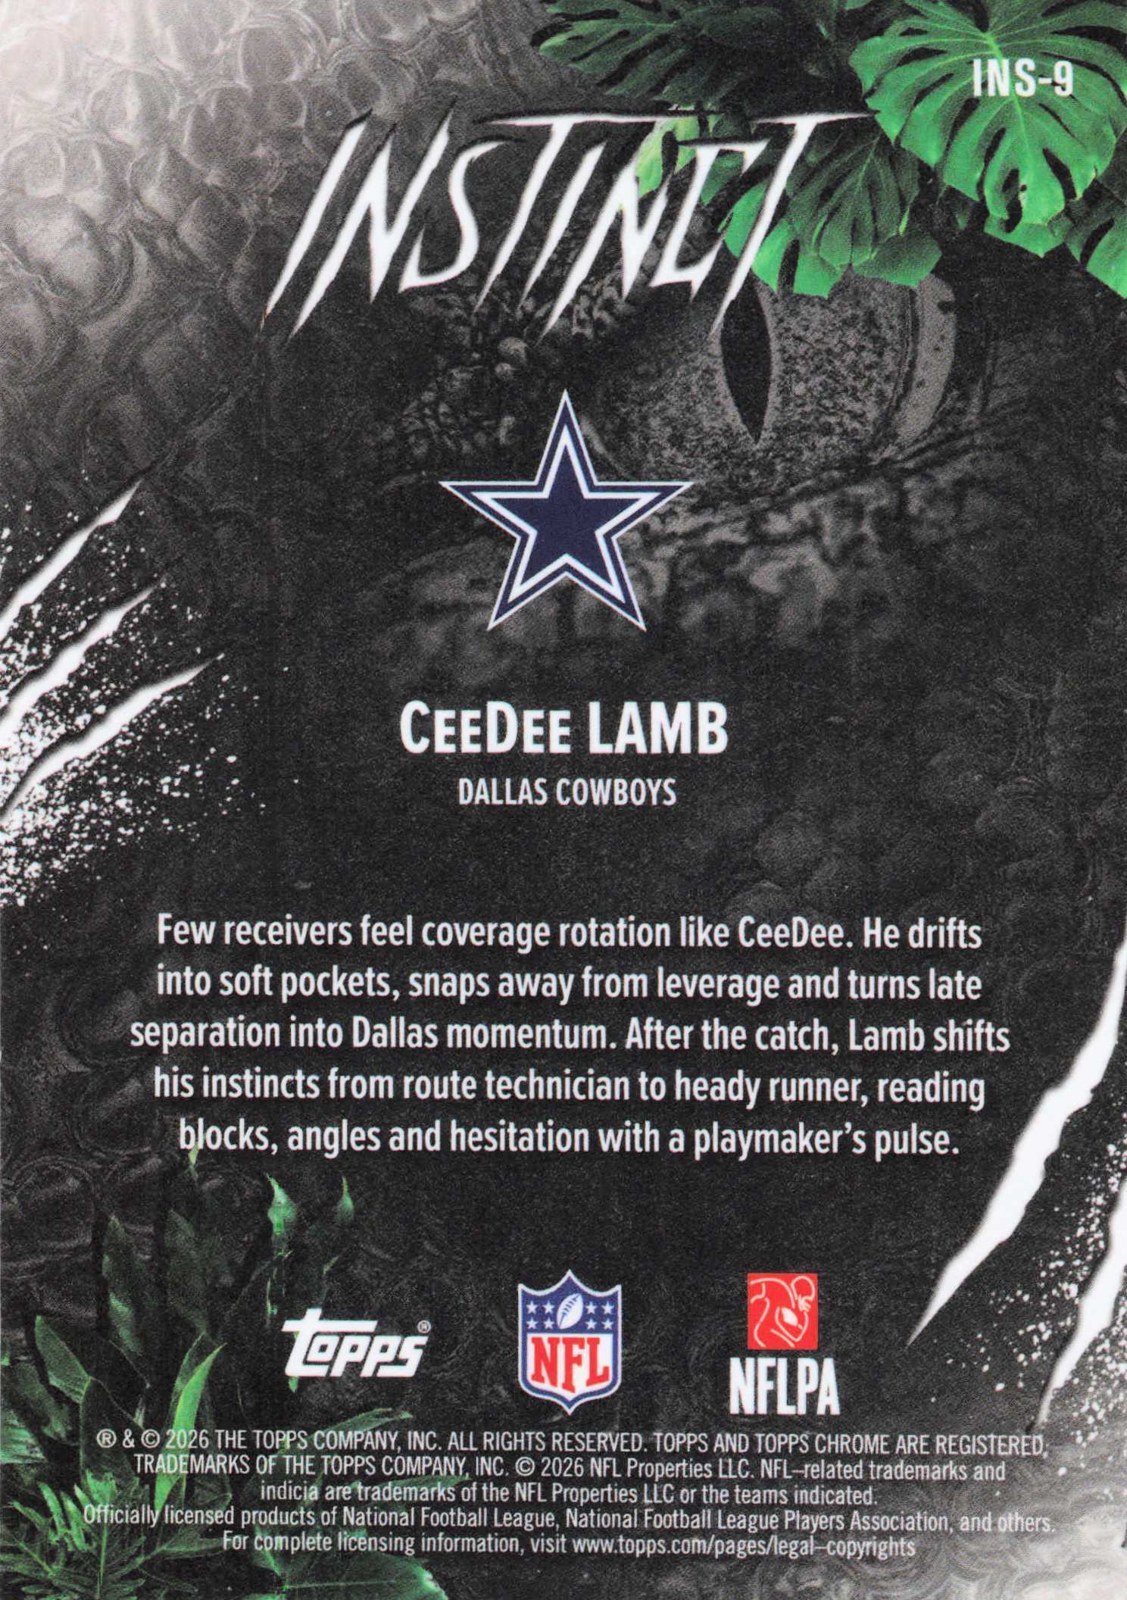 INS-9
INSTINCT
CEEDEE LAMB
DALLAS COWBOYS
Few receivers feel coverage rotation like CeeDee. He drifts
into soft pockets, snaps away from leverage and turns late
separation into Dallas momentum. After the catch, Lamb shifts
his instincts from route technician to heady runner, reading
blocks, angles and hesitation with a playmaker's pulse.
TOPPS®
NFL
NFLPA
® & © 2026 THE TOPPS COMPANY, INC. ALL RIGHTS RESERVED. TOPPS AND TOPPS CHROME ARE REGISTERED,
TRADEMARKS OF THE TOPPS COMPANY, INC. © 2026 NFL Properties LLC. NFL–related trademarks and
indicia are trademarks of the NFL Properties LLC or the teams indicated.
Officially licensed products of National Football League, National Football League Players Association, and others.
For complete licensing information, visit www.topps.com/pages/legal–copyrights